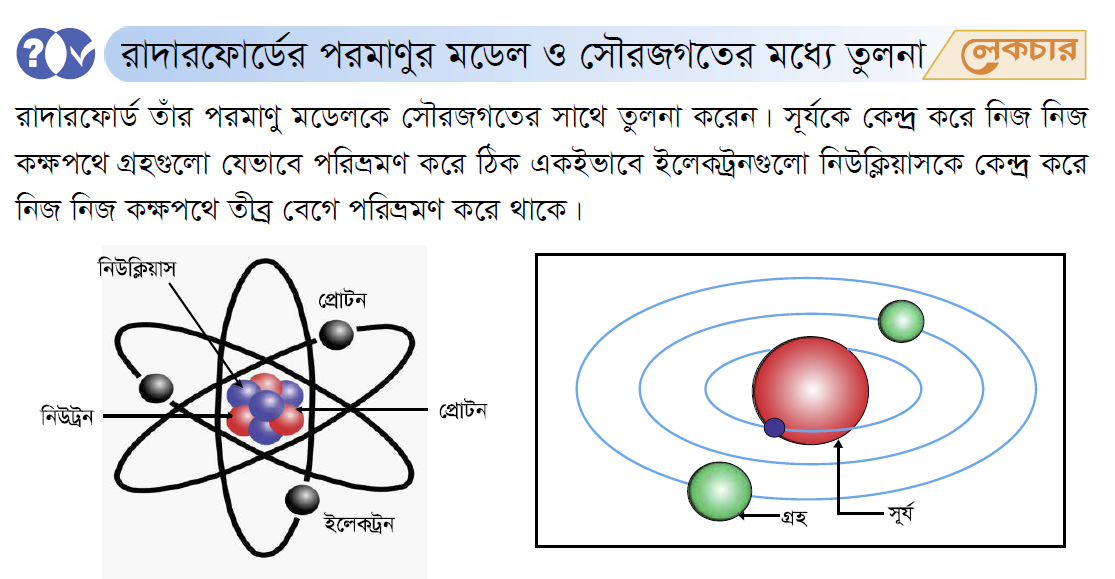 রাদারফোর্ডের পরমাণুর মডেল ও সৌরজগতের মধ্যে তুলনা
লেকচার
রাদারফোর্ড তাঁর পরমাণু মডেলকে সৌরজগতের সাথে তুলনা করেন। সূর্যকে কেন্দ্র করে নিজ নিজ
কক্ষপথে গ্রহগুলো যেভাবে পরিভ্রমণ করে ঠিক একইভাবে ইলেকট্রনগুলো নিউক্লিয়াসকে কেন্দ্র করে
নিজ নিজ কক্ষপথে তীব্র বেগে পরিভ্রমণ করে থাকে।
নিউক্লিয়াস
প্রোটন
নিউট্রন
প্রোটন
ইলেকট্রন
গ্রহ
সূর্য